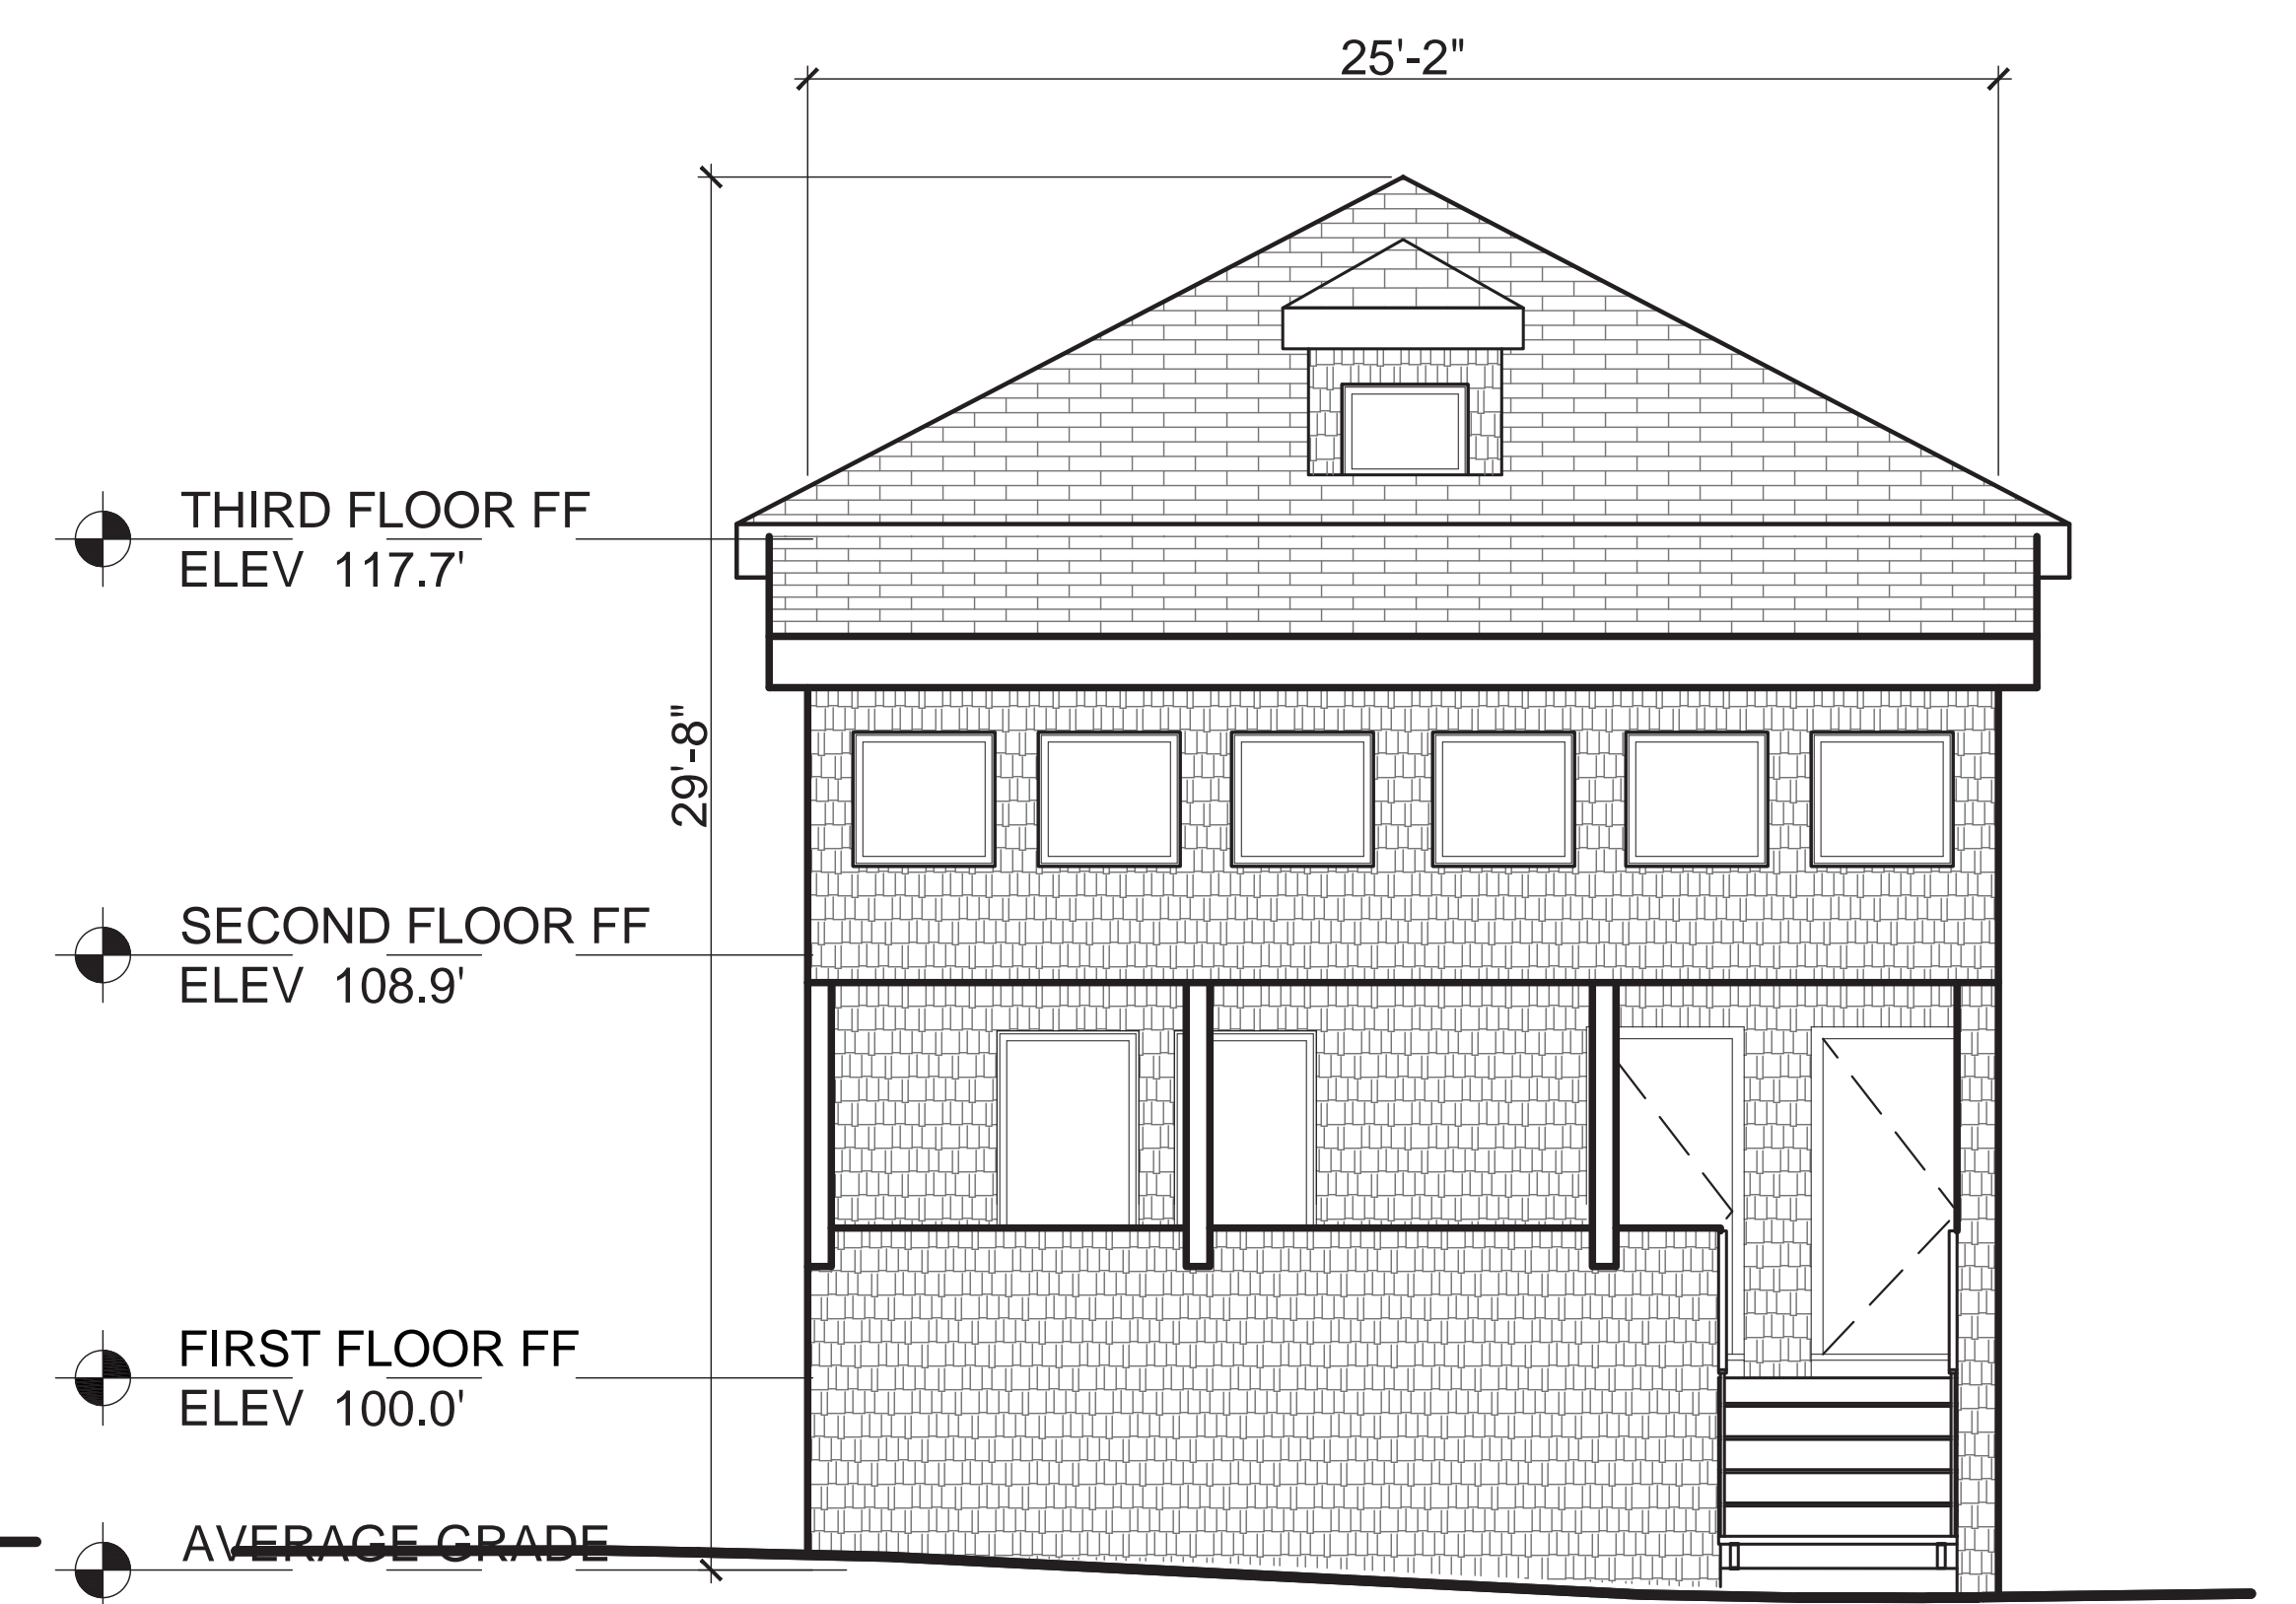 25'-2"
29'-8"
THIRD FLOOR FF
ELEV 117.7'
SECOND FLOOR FF
ELEV 108.9'
FIRST FLOOR FF
ELEV 100.0'
AVERAGE GRADE